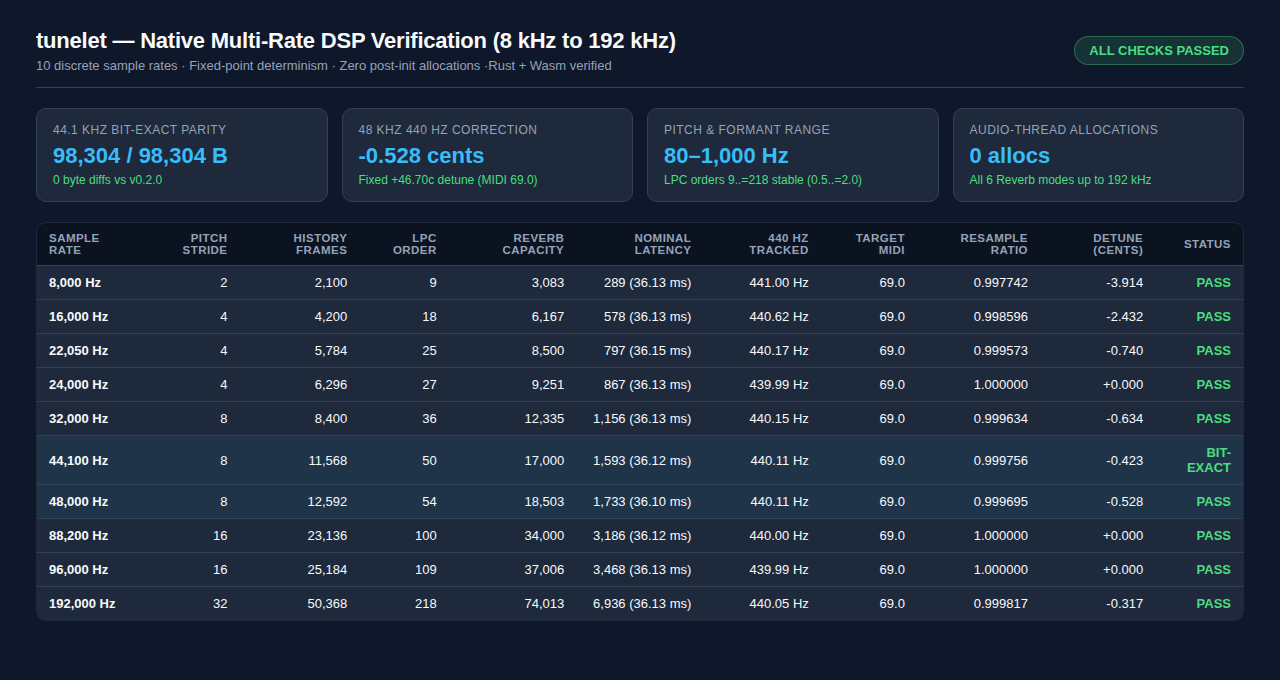 tunelet — Native Multi-Rate DSP Verification (8 kHz to 192 kHz)
10 discrete sample rates · Fixed-point determinism · Zero post-init allocations ·Rust + Wasm verified
ALL CHECKS PASSED
44.1 KHZ BIT-EXACT PARITY
98,304 / 98,304 B
0 byte diffs vs v0.2.0
48 KHZ 440 HZ CORRECTION
-0.528 cents
Fixed +46.70c detune (MIDI 69.0)
PITCH & FORMANT RANGE
80–1,000 Hz
LPC orders 9..=218 stable (0.5..=2.0)
AUDIO-THREAD ALLOCATIONS
0 allocs
All 6 Reverb modes up to 192 kHz
SAMPLE RATE PITCH STRIDE HISTORY FRAMES LPC ORDER REVERB CAPACITY NOMINAL LATENCY 440 HZ TRACKED TARGET MIDI RESAMPLE RATIO DETUNE (CENTS) STATUS
8,000 Hz 2 2,100 9 3,083 289 (36.13 ms) 441.00 Hz 69.0 0.997742 -3.914 PASS
16,000 Hz 4 4,200 18 6,167 578 (36.13 ms) 440.62 Hz 69.0 0.998596 -2.432 PASS
22,050 Hz 4 5,784 25 8,500 797 (36.15 ms) 440.17 Hz 69.0 0.999573 -0.740 PASS
24,000 Hz 4 6,296 27 9,251 867 (36.13 ms) 439.99 Hz 69.0 1.000000 +0.000 PASS
32,000 Hz 8 8,400 36 12,335 1,156 (36.13 ms) 440.15 Hz 69.0 0.999634 -0.634 PASS
44,100 Hz 8 11,568 50 17,000 1,593 (36.12 ms) 440.11 Hz 69.0 0.999756 -0.423 BIT-EXACT
48,000 Hz 8 12,592 54 18,503 1,733 (36.10 ms) 440.11 Hz 69.0 0.999695 -0.528 PASS
88,200 Hz 16 23,136 100 34,000 3,186 (36.12 ms) 440.00 Hz 69.0 1.000000 +0.000 PASS
96,000 Hz 16 25,184 109 37,006 3,468 (36.13 ms) 439.99 Hz 69.0 1.000000 +0.000 PASS
192,000 Hz 32 50,368 218 74,013 6,936 (36.13 ms) 440.05 Hz 69.0 0.999817 -0.317 PASS